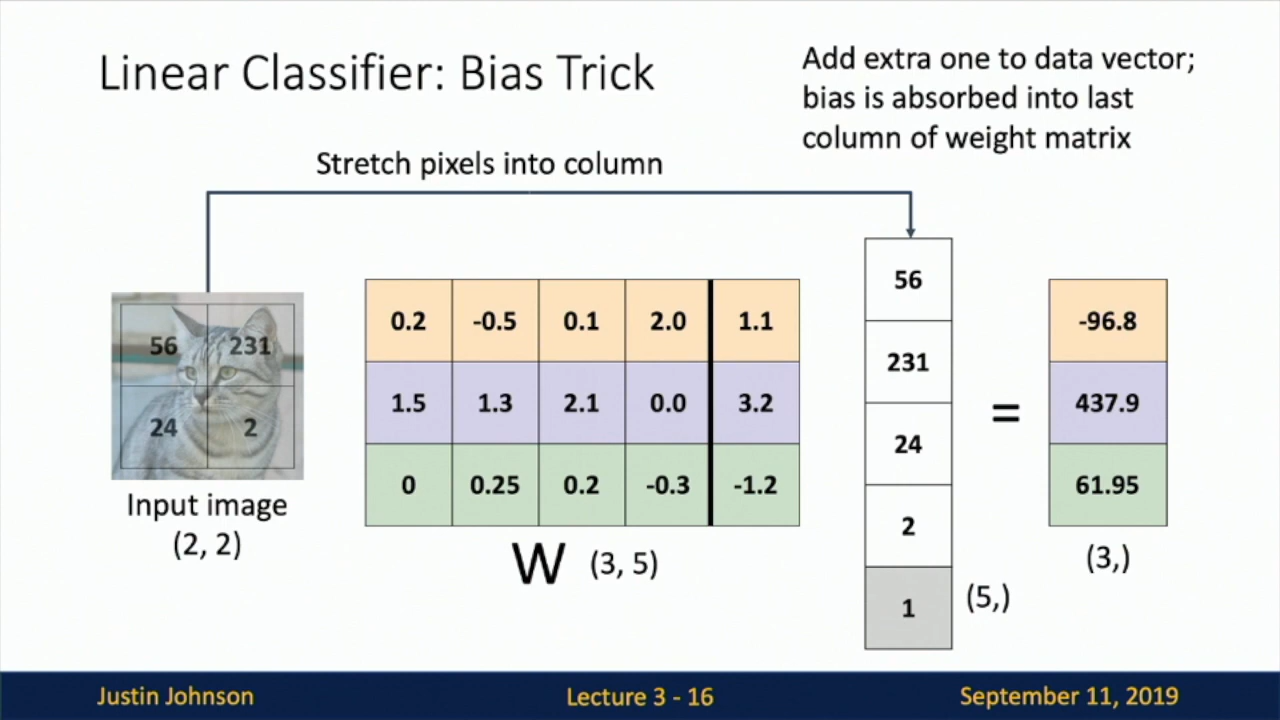 Linear Classifier: Bias Trick
Add extra one to data vector;
bias is absorbed into last
column of weight matrix
Stretch pixels into column
56 231
24 2
Input image
(2, 2)
0.2 -0.5 0.1 2.0 1.1
1.5 1.3 2.1 0.0 3.2
0 0.25 0.2 -0.3 -1.2
W (3, 5)
56
231
24
2
1
(5,)
=
-96.8
437.9
61.95
(3,)
Justin Johnson
Lecture 3 - 16
September 11, 2019